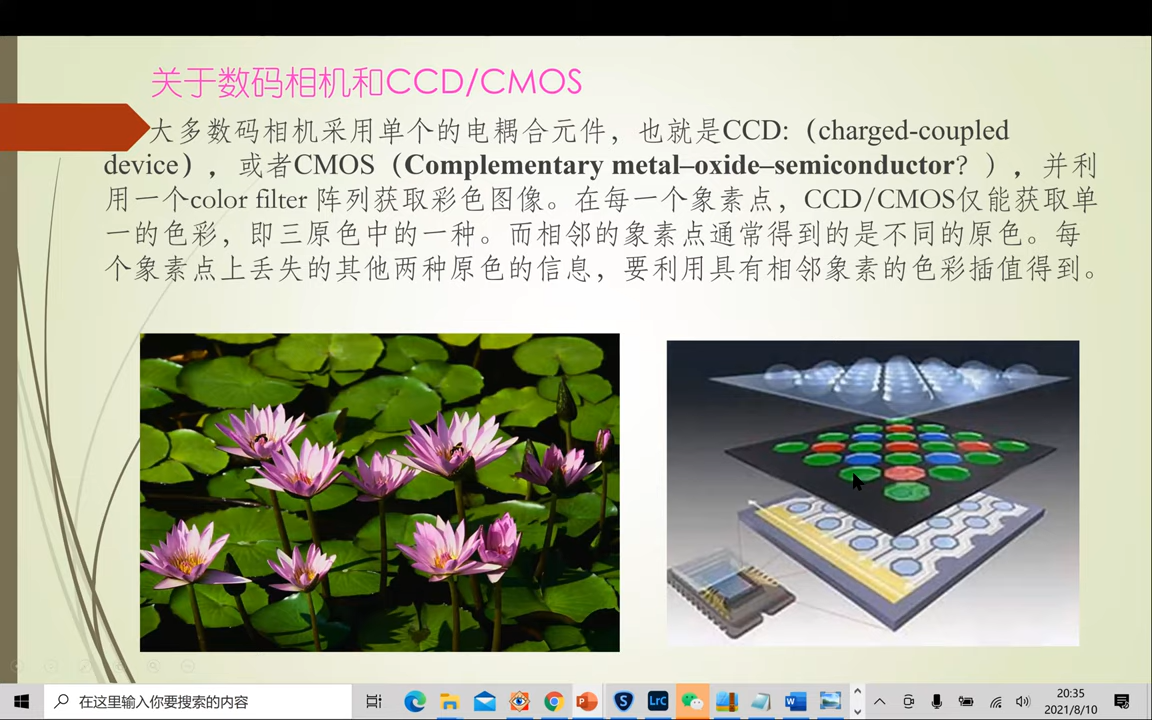 关于数码相机和CCD/CMOS
大多数码相机采用单个的电耦合元件，也就是CCD:（charged-coupled
device），或者CMOS（Complementary metal–oxide–semiconductor?），并利
用一个color filter 阵列获取彩色图像。在每一个象素点，CCD/CMOS仅能获取单
一的色彩，即三原色中的一种。而相邻的象素点通常得到的是不同的原色。每
个象素点上丢失的其他两种原色的信息，要利用具有相邻象素的色彩插值得到。
在这里输入你要搜索的内容
LrC
20:35
2021/8/10